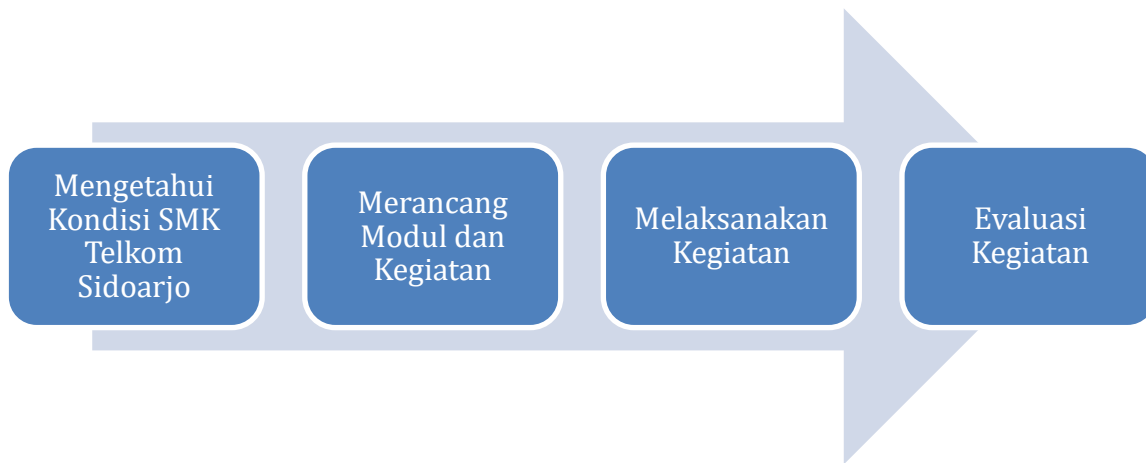 Mengetahui
Kondisi SMK
Telkom
Sidoarjo
Merancang
Modul dan
Kegiatan
Melaksanakan
Kegiatan
Evaluasi
Kegiatan